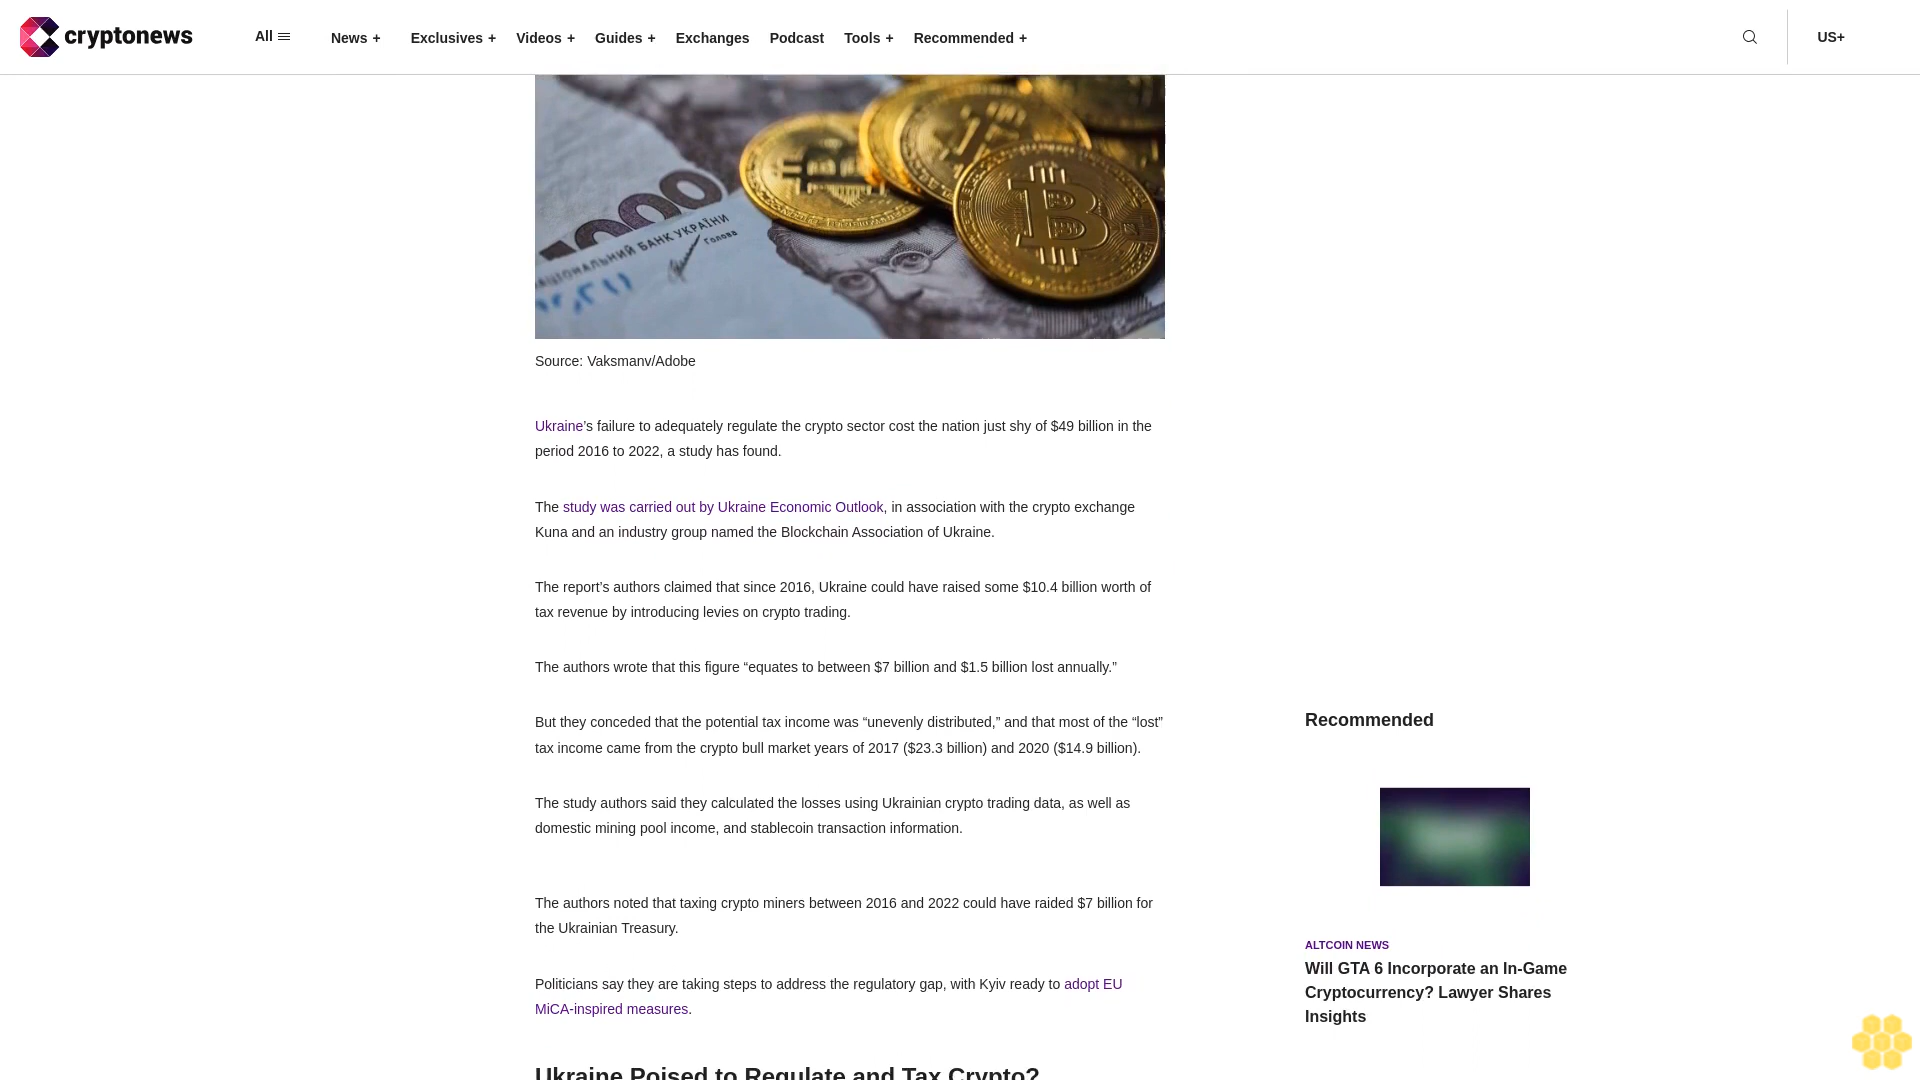 cryptonews
All
News +
Exclusives +
Videos +
Guides +
Exchanges
Podcast
Tools +
Recommended +
US+
1000
НАЦІОНАЛЬНИЙ БАНК УКРАЇНИ
Голова
Source: Vaksmanv/Adobe
Ukraine’s failure to adequately regulate the crypto sector cost the nation just shy of $49 billion in the
period 2016 to 2022, a study has found.
The study was carried out by Ukraine Economic Outlook, in association with the crypto exchange
Kuna and an industry group named the Blockchain Association of Ukraine.
The report’s authors claimed that since 2016, Ukraine could have raised some $10.4 billion worth of
tax revenue by introducing levies on crypto trading.
The authors wrote that this figure “equates to between $7 billion and $1.5 billion lost annually.”
But they conceded that the potential tax income was “unevenly distributed,” and that most of the “lost”
tax income came from the crypto bull market years of 2017 ($23.3 billion) and 2020 ($14.9 billion).
The study authors said they calculated the losses using Ukrainian crypto trading data, as well as
domestic mining pool income, and stablecoin transaction information.
The authors noted that taxing crypto miners between 2016 and 2022 could have raided $7 billion for
the Ukrainian Treasury.
Politicians say they are taking steps to address the regulatory gap, with Kyiv ready to adopt EU
MiCA-inspired measures.
Ukraine Poised to Regulate and Tax Crypto?
Recommended
ALTCOIN NEWS
Will GTA 6 Incorporate an In-Game
Cryptocurrency? Lawyer Shares
Insights